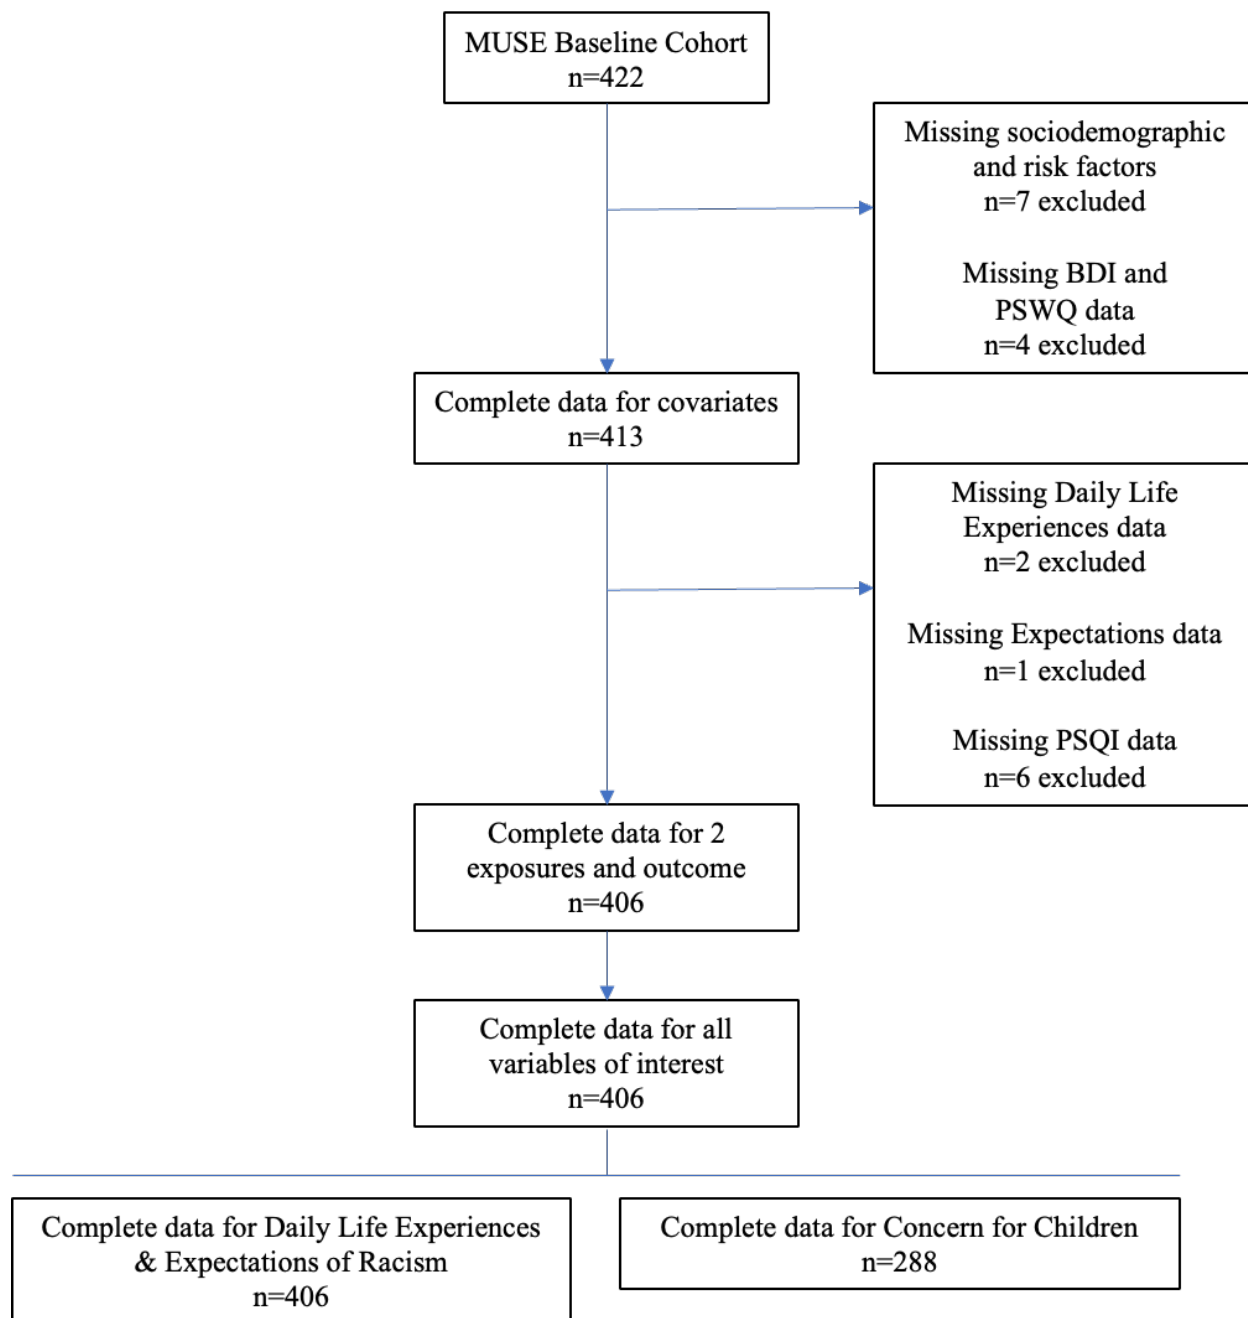 MUSE Baseline Cohort
n=422
Missing sociodemographic
and risk factors
n=7 excluded
Missing BDI and
PSWQ data
n=4 excluded
Complete data for covariates
n=413
Missing Daily Life
Experiences data
n=2 excluded
Missing Expectations data
n=1 excluded
Missing PSQI data
n=6 excluded
Complete data for 2
exposures and outcome
n=406
Complete data for all
variables of interest
n=406
Complete data for Daily Life Experiences
& Expectations of Racism
n=406
Complete data for Concern for Children
n=288